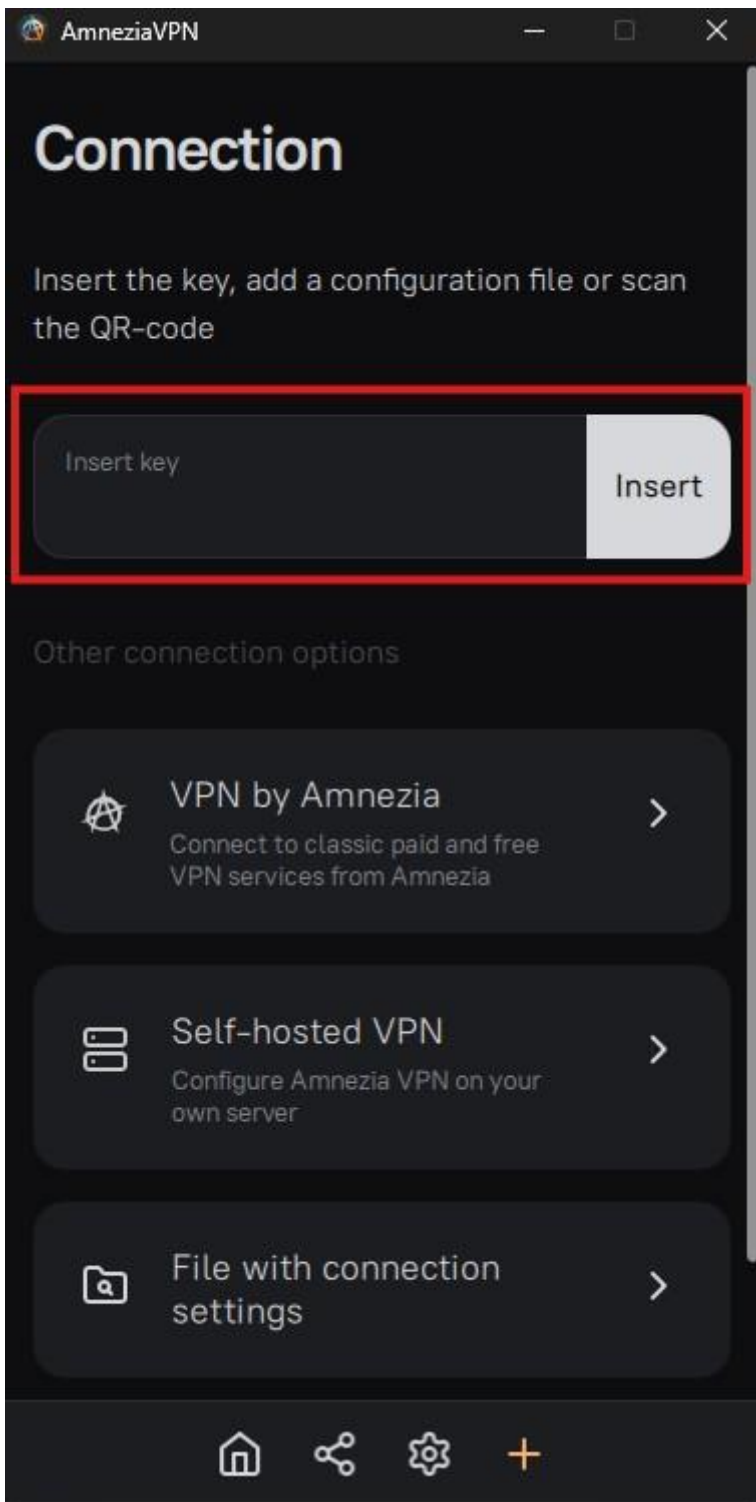 AmneziaVPN
Connection
Insert the key, add a configuration file or scan
the QR-code
Insert key
Insert
Other connection options
VPN by Amnezia
Connect to classic paid and free
VPN services from Amnezia
Self-hosted VPN
Configure Amnezia VPN on your
own server
File with connection
settings